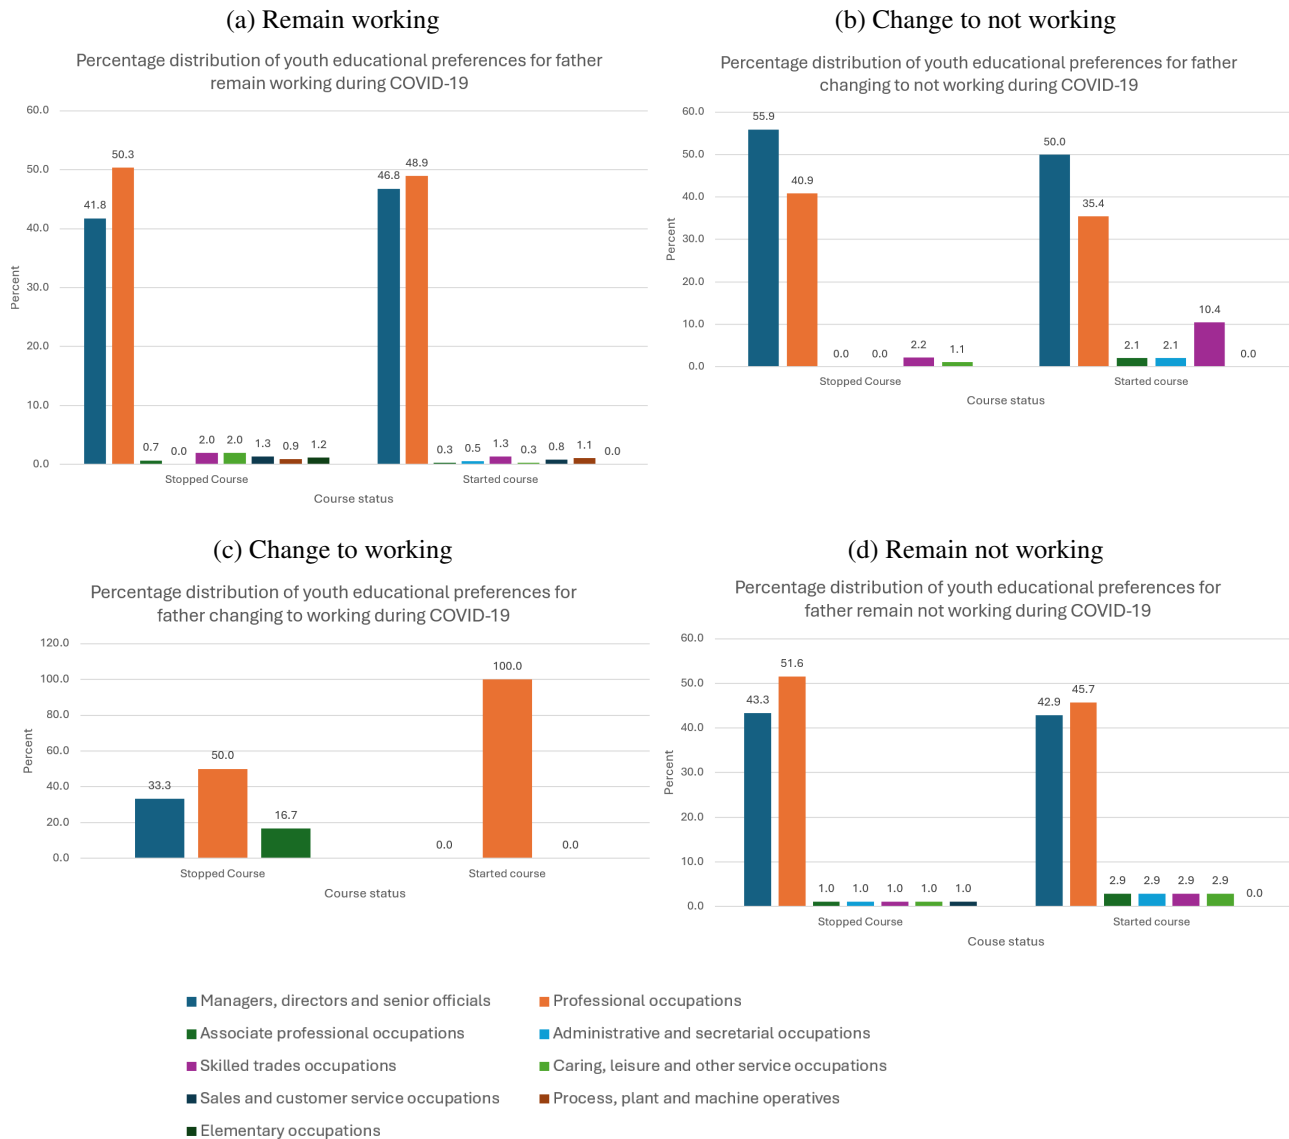 (a) Remain working
Percentage distribution of youth educational preferences for father
remain working during COVID-19
60.0
50.0
40.0
30.0
20.0
10.0
0.0
Percent
41.8
50.3
0.7
0.0
2.0
2.0
1.3
0.9
1.2
46.8
48.9
0.3
0.5
1.3
0.3
0.8
1.1
0.0
Stopped Course
Started course
Course status
(b) Change to not working
Percentage distribution of youth educational preferences for father
changing to not working during COVID-19
60.0
50.0
40.0
30.0
20.0
10.0
0.0
Percent
55.9
40.9
0.0
0.0
2.2
1.1
50.0
35.4
2.1
2.1
10.4
0.0
Stopped Course
Started course
Course status
(c) Change to working
Percentage distribution of youth educational preferences for
father changing to working during COVID-19
120.0
100.0
80.0
60.0
40.0
20.0
0.0
Percent
33.3
50.0
16.7
0.0
100.0
0.0
Stopped Course
Started course
Course status
(d) Remain not working
Percentage distribution of youth educational preferences for
father remain not working during COVID-19
60.0
50.0
40.0
30.0
20.0
10.0
0.0
Percent
43.3
51.6
1.0
1.0
1.0
1.0
1.0
42.9
45.7
2.9
2.9
2.9
2.9
0.0
Stopped Course
Started course
Couse status
Managers, directors and senior officials
Professional occupations
Associate professional occupations
Administrative and secretarial occupations
Skilled trades occupations
Caring, leisure and other service occupations
Sales and customer service occupations
Process, plant and machine operatives
Elementary occupations